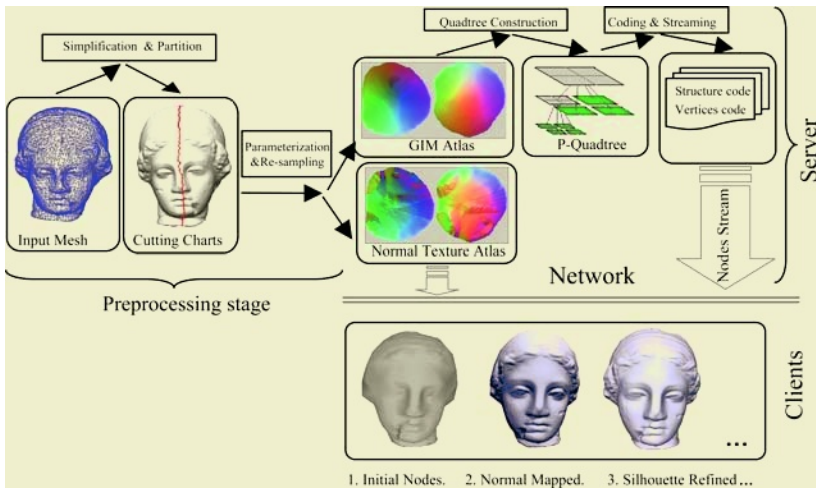 Simplification & Partition
Quadtree Construction
Coding & Streaming
Input Mesh
Cutting Charts
Parameterization
&Re-sampling
GIM Atlas
Normal Texture Atlas
P-Quadtree
Structure code
Vertices code
Server
Nodes Stream
Preprocessing stage
Network
Clients
1. Initial Nodes.
2. Normal Mapped.
3. Silhouette Refined ...
...